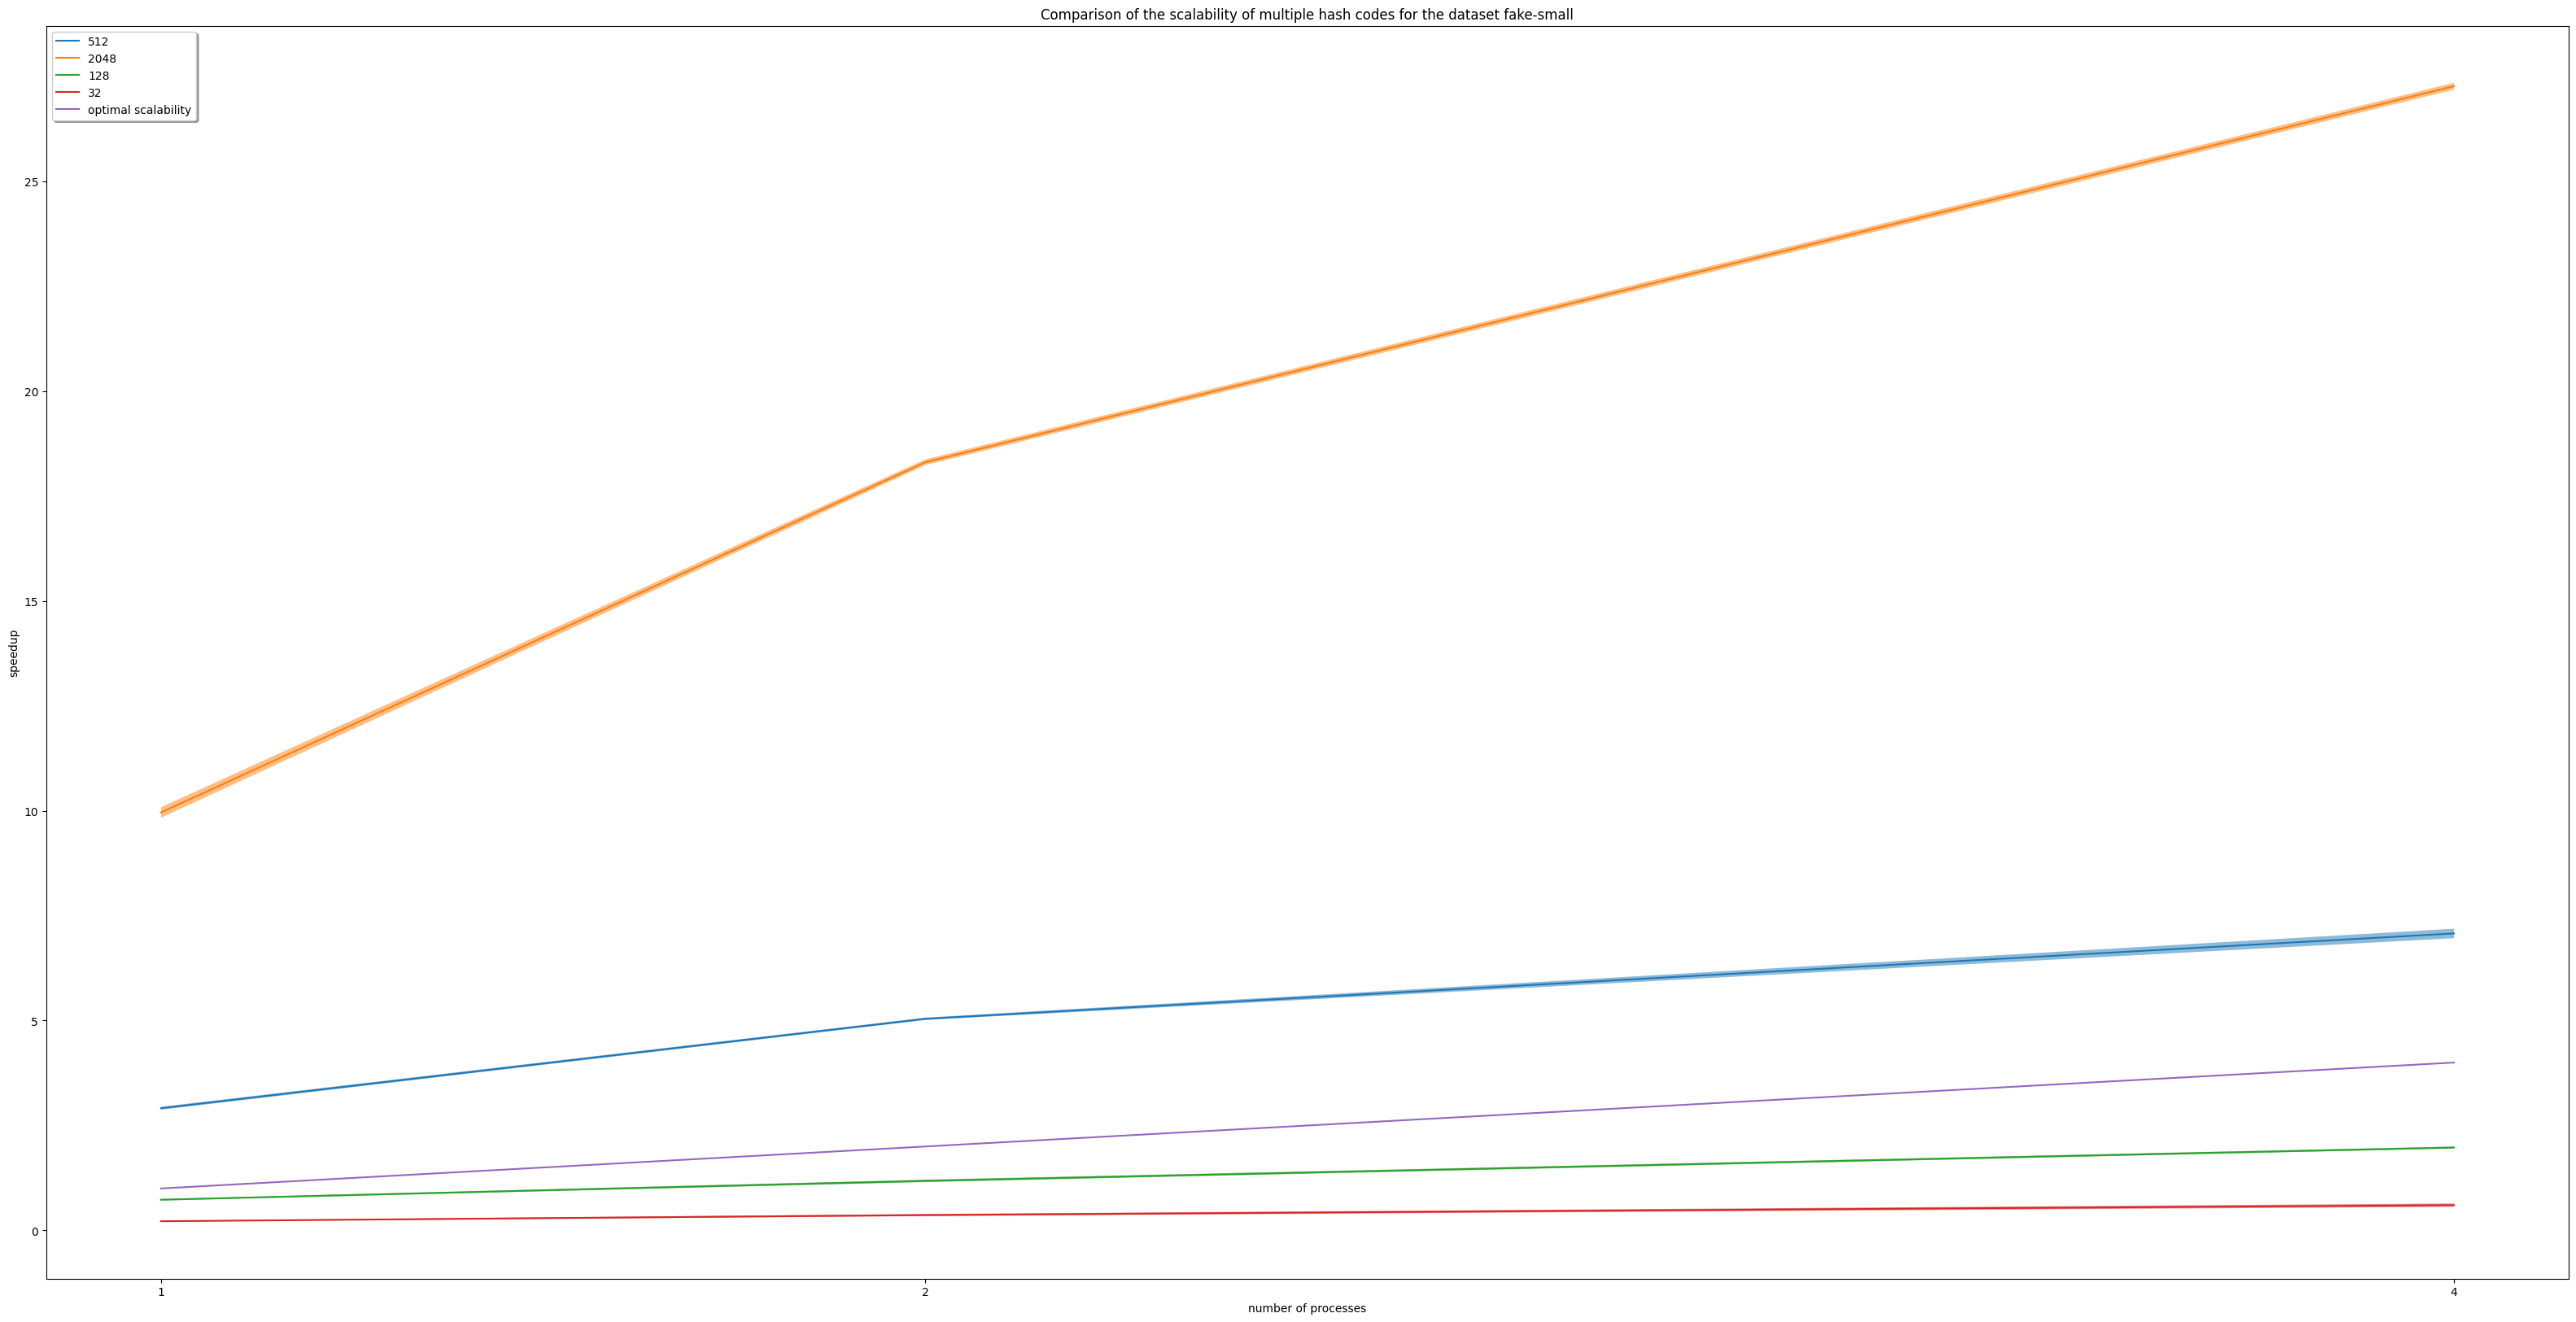 Comparison of the scalability of multiple hash codes for the dataset fake-small
512
2048
128
32
optimal scalability
25
20
15
10
5
0
speedup
1 2 4
number of processes